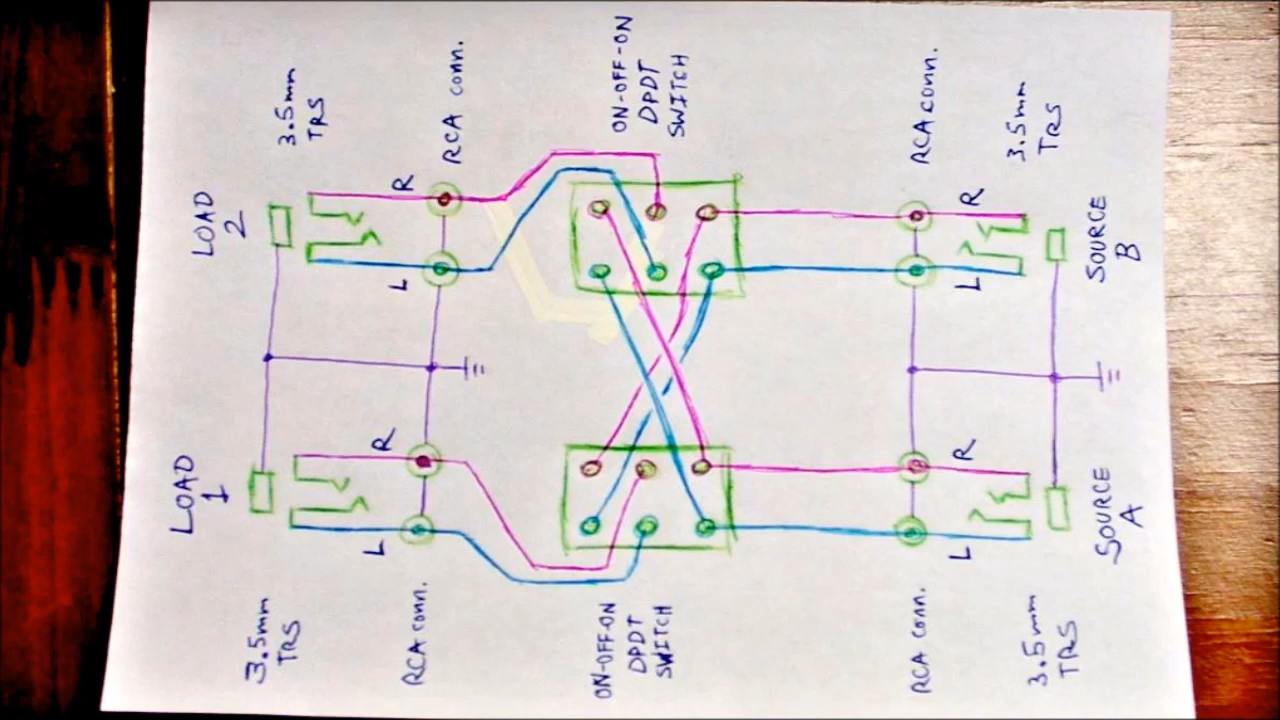 LOAD
1
LOAD
2
3.5mm
TRS
3.5mm
TRS
L
R
L
R
RCA conn.
RCA conn.
ON-OFF-ON
DPDT
SWITCH
ON-OFF-ON
DPDT
SWITCH
RCA conn.
RCA conn.
L
R
L
R
3.5mm
TRS
3.5mm
TRS
SOURCE
A
SOURCE
B